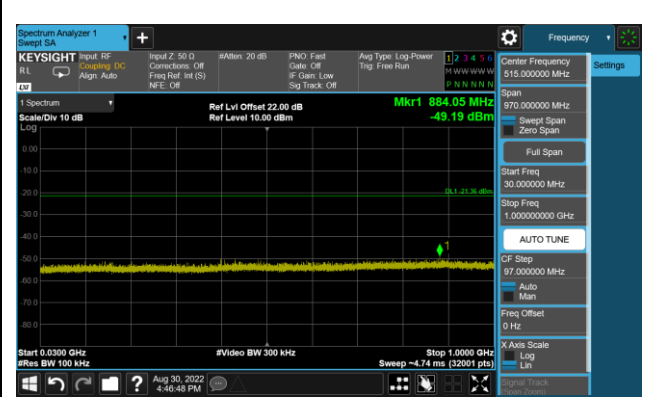 Spectrum Analyzer 1
Swept SA
Frequency
KEYSIGHT
RL
LXI
Input: RF
Coupling: DC
Align: Auto
Input Z: 50 Ω
Corrections: Off
Freq Ref: Int (S)
NFE: Off
#Atten: 20 dB
PNO: Fast
Gate: Off
IF Gain: Low
Sig Track: Off
Avg Type: Log-Power
Trig: Free Run
1 2 3 4 5 6
M W W W W W
P N N N N N
1 Spectrum
Scale/Div 10 dB
Ref Lvl Offset 22.00 dB
Ref Level 10.00 dBm
Mkr1 884.05 MHz
-49.19 dBm
Log
0.00
-10.0
-20.0
DL1 -21.36 dBm
-30.0
-40.0
1
-50.0
-60.0
-70.0
-80.0
Start 0.0300 GHz
#Res BW 100 kHz
#Video BW 300 kHz
Stop 1.0000 GHz
Sweep ~4.74 ms (32001 pts)
Center Frequency
515.000000 MHz
Settings
Span
970.000000 MHz
Swept Span
Zero Span
Full Span
Start Freq
30.000000 MHz
Stop Freq
1.000000000 GHz
AUTO TUNE
CF Step
97.000000 MHz
Auto
Man
Freq Offset
0 Hz
X Axis Scale
Log
Lin
Signal Track
(Span Zoom)
?
Aug 30, 2022
4:46:48 PM